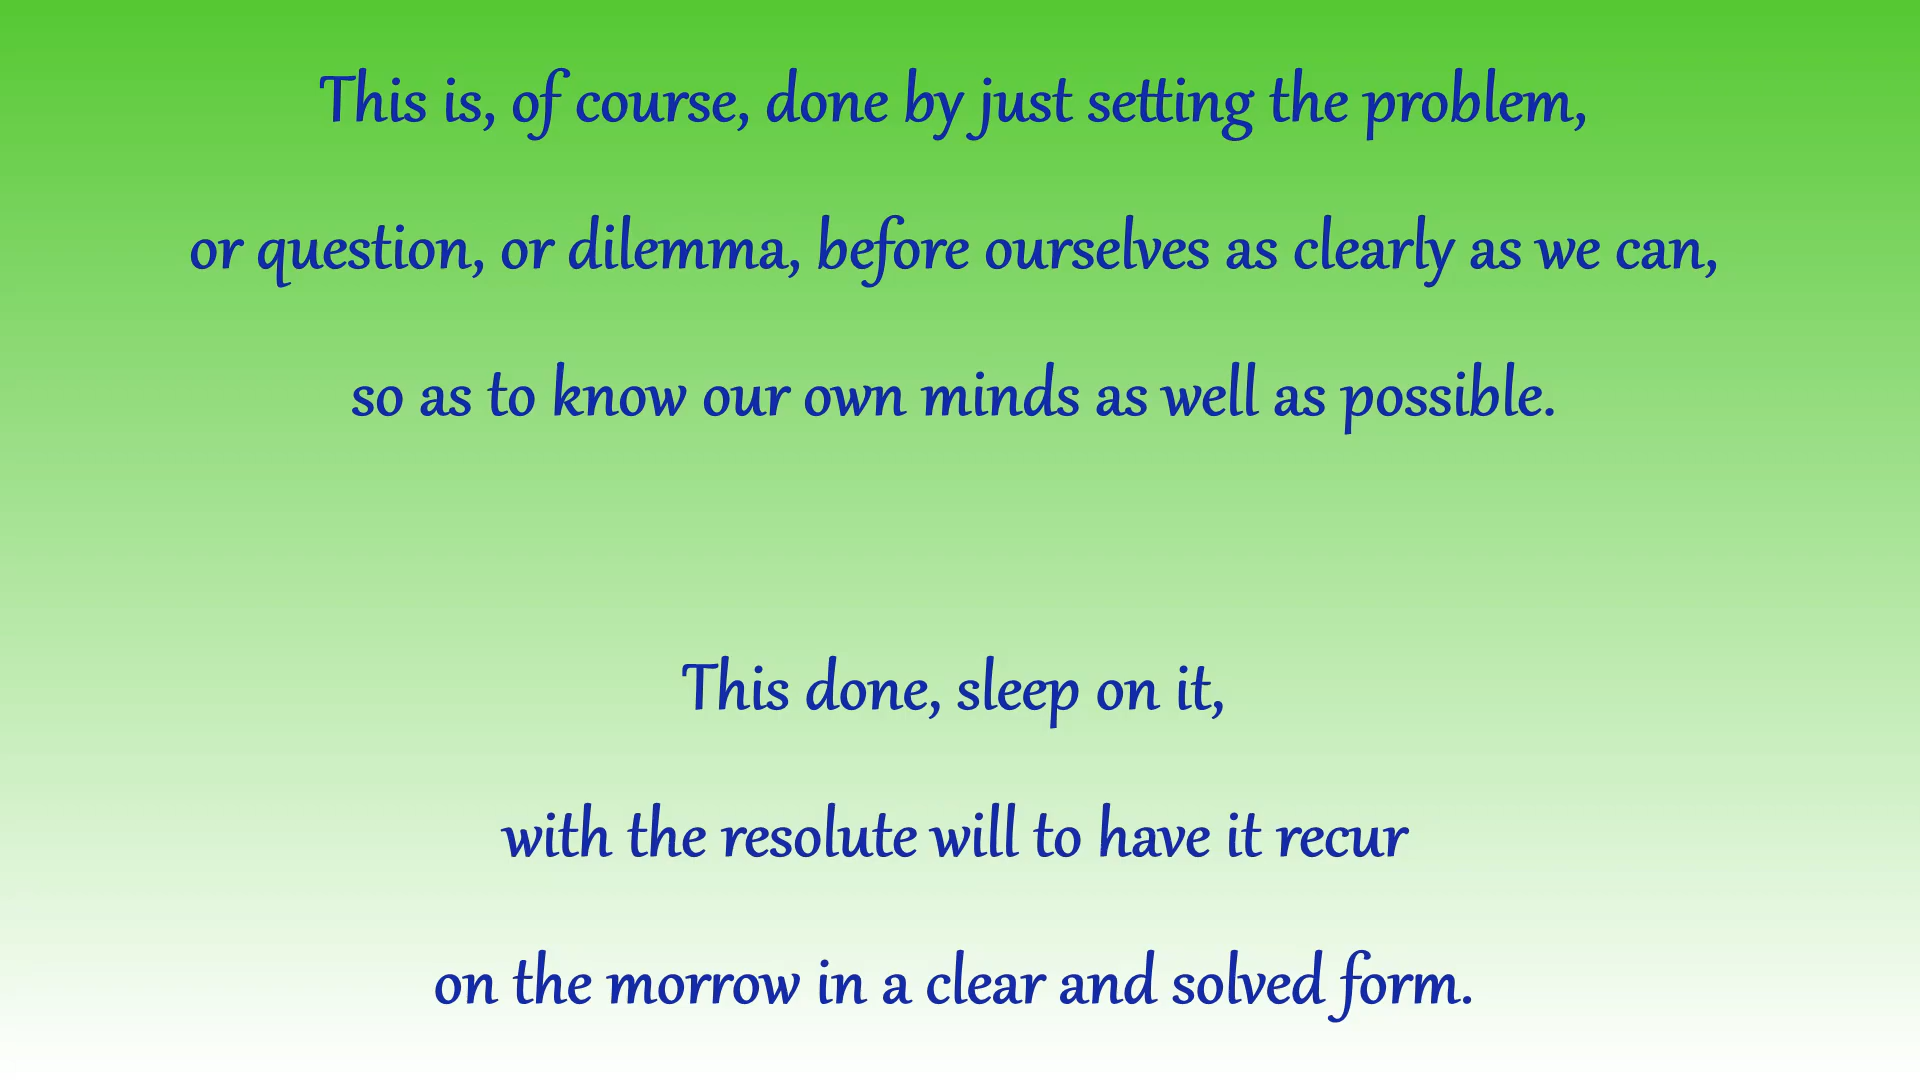 This is, of course, done by just setting the problem,
or question, or dilemma, before ourselves as clearly as we can,
so as to know our own minds as well as possible.
This done, sleep on it,
with the resolute will to have it recur
on the morrow in a clear and solved form.